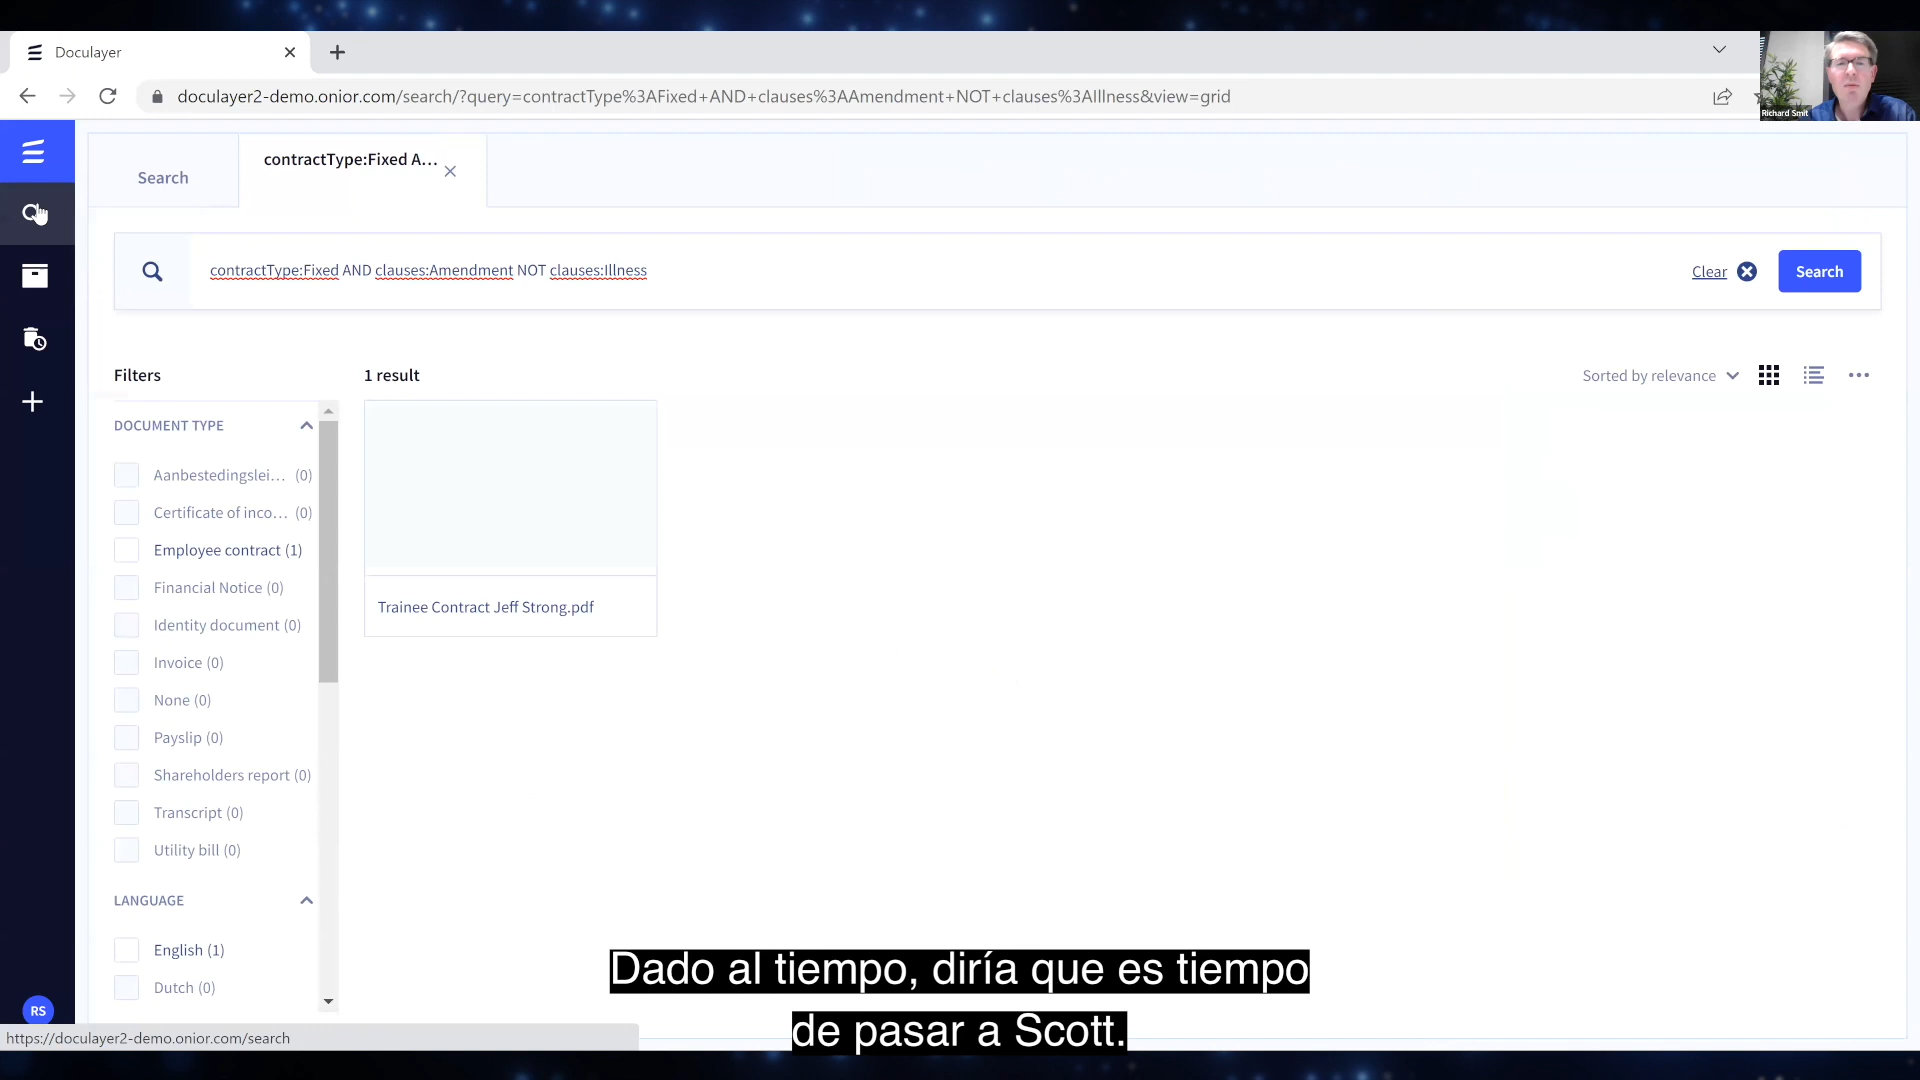 Doculayer
doculayer2-demo.onior.com/search/?query=contractType%3AFixed+AND+clauses%3AAmendment+NOT+clauses%3AIllness&view=grid
Richard Smit
Search
contractType:Fixed A...
contractType:Fixed AND clauses:Amendment NOT clauses:Illness
Clear
Search
Filters
1 result
Sorted by relevance
DOCUMENT TYPE
Aanbestedingslei... (0)
Certificate of inco... (0)
Employee contract (1)
Financial Notice (0)
Identity document (0)
Invoice (0)
None (0)
Payslip (0)
Shareholders report (0)
Transcript (0)
Utility bill (0)
LANGUAGE
English (1)
Dutch (0)
Trainee Contract Jeff Strong.pdf
RS
https://doculayer2-demo.onior.com/search
Dado al tiempo, diría que es tiempo
de pasar a Scott.